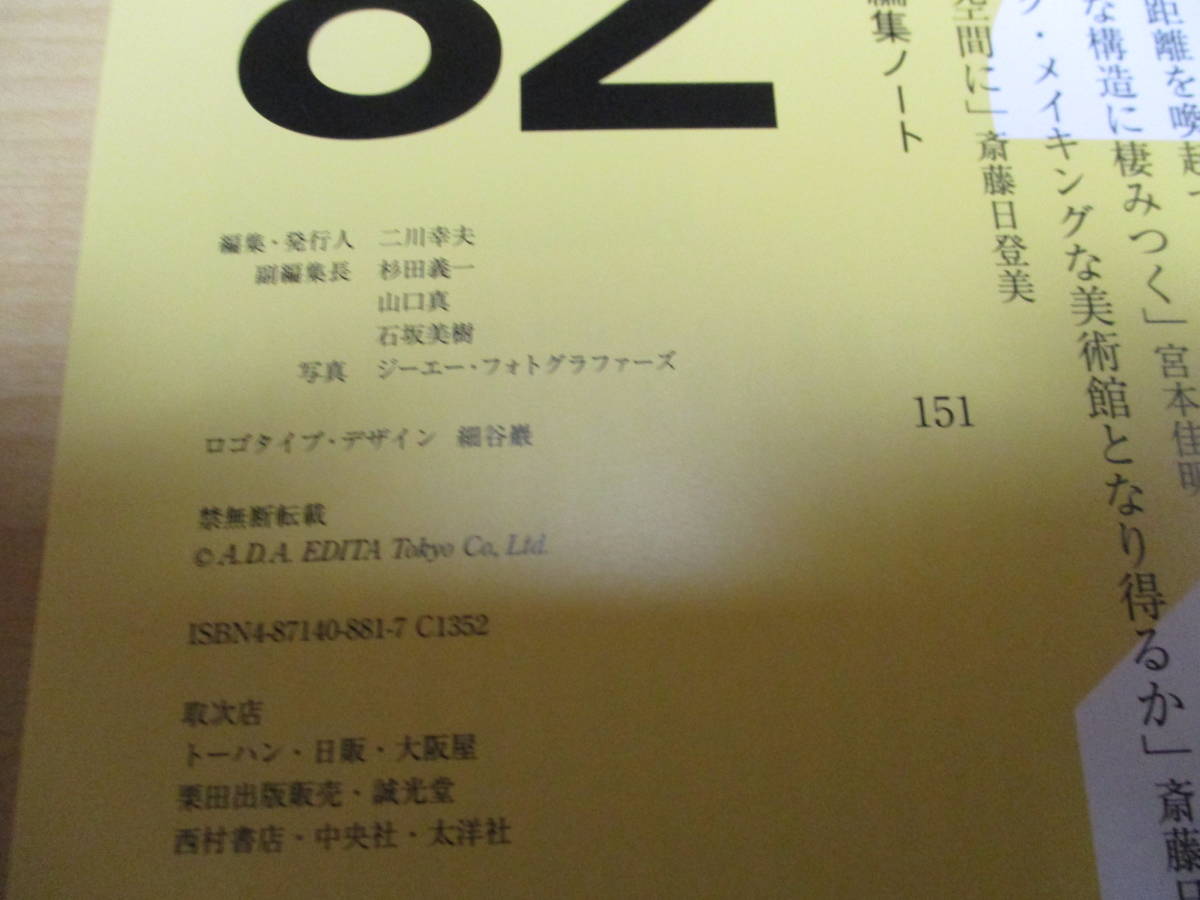 82
編集・発行人 二川幸夫
副編集長 杉田義一
山口真
石坂美樹
写真 ジーエー・フォトグラファーズ
ロゴタイプ・デザイン 細谷巖
禁無断転載
© A.D.A. EDITA Tokyo Co., Ltd.
ISBN4-87140-881-7 C1352
取次店
トーハン・日販・大阪屋
栗田出版販売・誠光堂
西村書店・中央社・太洋社
距離を喚起
な構造に棲みつく」宮本佳明
・メイキングな美術館となり得るか」斎藤日
空間に」斎藤日登美
編集ノート
151